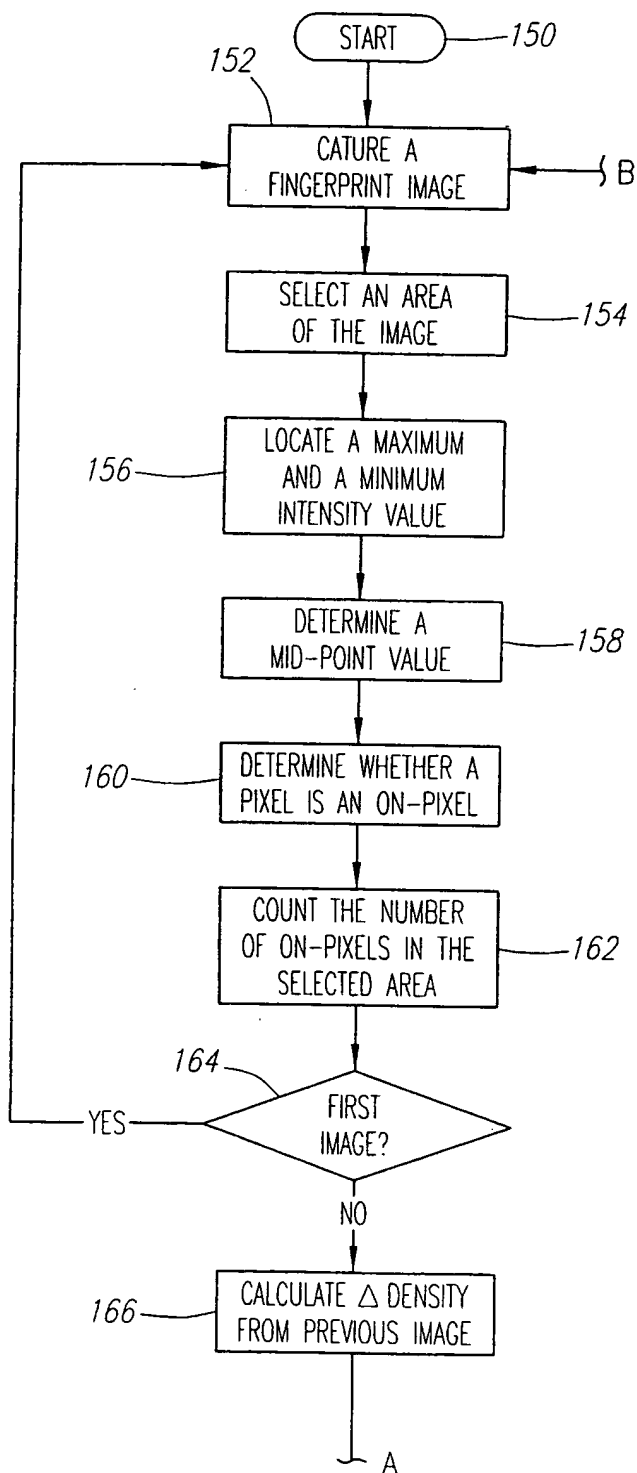 START
150
152
CATURE A
FINGERPRINT IMAGE
B
SELECT AN AREA
OF THE IMAGE
154
LOCATE A MAXIMUM
AND A MINIMUM
INTENSITY VALUE
156
DETERMINE A
MID-POINT VALUE
158
160
DETERMINE WHETHER A
PIXEL IS AN ON-PIXEL
COUNT THE NUMBER
OF ON-PIXELS IN THE
SELECTED AREA
162
164
FIRST
IMAGE?
YES
NO
166
CALCULATE △ DENSITY
FROM PREVIOUS IMAGE
A